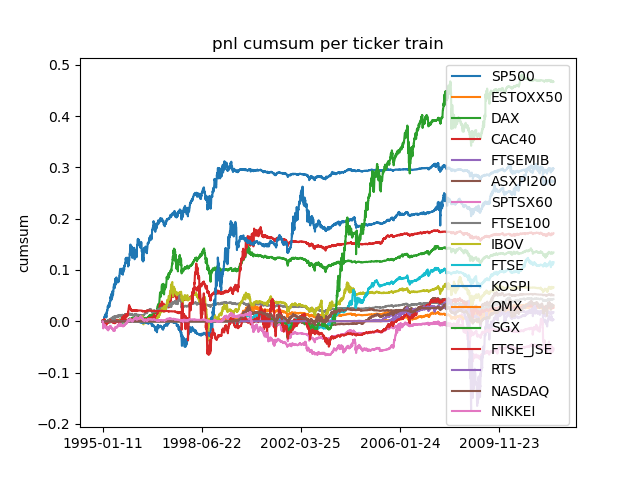 pnl cumsum per ticker train
cumsum
0.5
0.4
0.3
0.2
0.1
0.0
−0.1
−0.2
1995-01-11 1998-06-22 2002-03-25 2006-01-24 2009-11-23
SP500
ESTOXX50
DAX
CAC40
FTSEMIB
ASXPI200
SPTSX60
FTSE100
IBOV
FTSE
KOSPI
OMX
SGX
FTSE_JSE
RTS
NASDAQ
NIKKEI